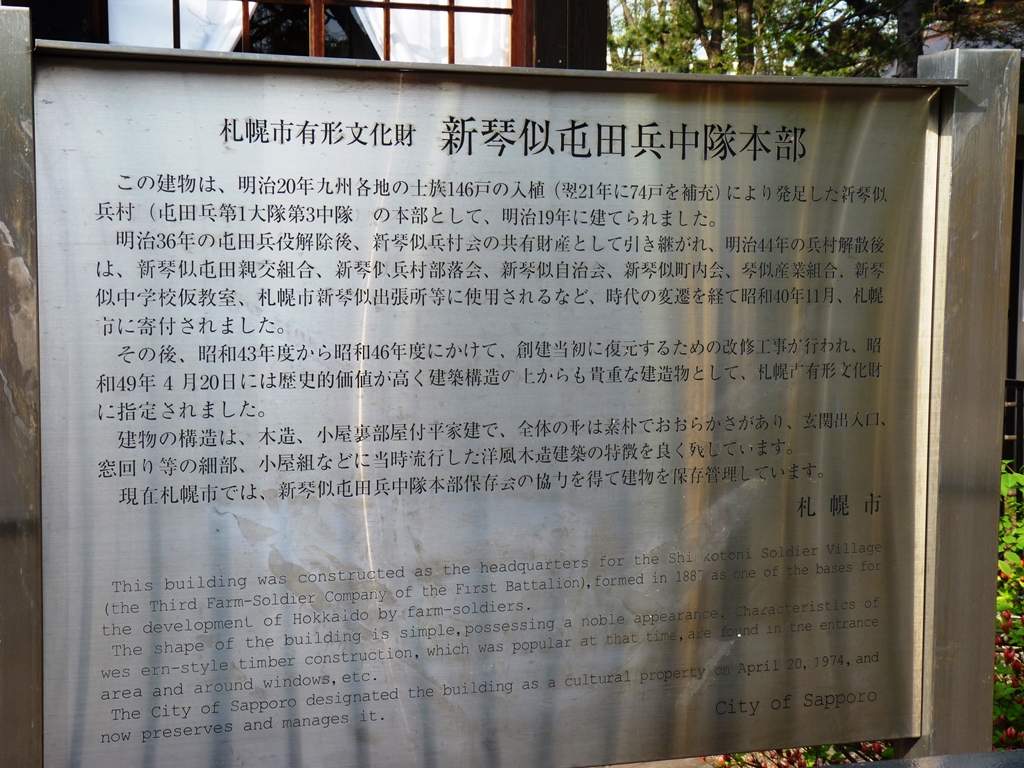 札幌市有形文化財 新琴似屯田兵中隊本部
この建物は、明治20年九州各地の士族146戸の入植（翌21年に74戸を補充）により発足した新琴似
兵村（屯田兵第1大隊第3中隊 の本部として、明治19年に建てられました。
明治36年の屯田兵役解除後、新琴似兵村会の共有財産として引き継がれ、明治44年の兵村解散後
は、新琴似屯田親交組合、新琴似兵村部落会、新琴似自治会、新琴似町内会、琴似産業組合、新琴
似中学校仮教室、札幌市新琴似出張所等に使用されるなど、時代の変遷を経て昭和40年11月、札幌
市に寄付されました。
その後、昭和43年度から昭和46年度にかけて、創建当初に復元するための改修工事が行われ、昭
和49年4月20日には歴史的価値が高く建築構造の上からも貴重な建造物として、札幌市有形文化財
に指定されました。
建物の構造は、木造、小屋裏部屋付平家建で、全体の形は素朴でおおらかさがあり、玄関出入口、
窓回り等の細部、小屋組などに当時流行した洋風木造建築の特徴を良く残しています。
現在札幌市では、新琴似屯田兵中隊本部保存会の協力を得て建物を保存管理しています。
札幌市
This building was constructed as the headquarters for the Shi kotoni Soldier Village
(the Third Farm-Soldier Company of the First Battalion), formed in 1887 as one of the bases for
the development of Hokkaido by farm-soldiers.
The shape of the building is simple, possessing a noble appearance. Characteristics of
wes ern-style timber construction, which was popular at that time, are found in the entrance
area and around windows, etc.
The City of Sapporo designated the building as a cultural property on April 20, 1974, and
now preserves and manages it.
City of Sapporo